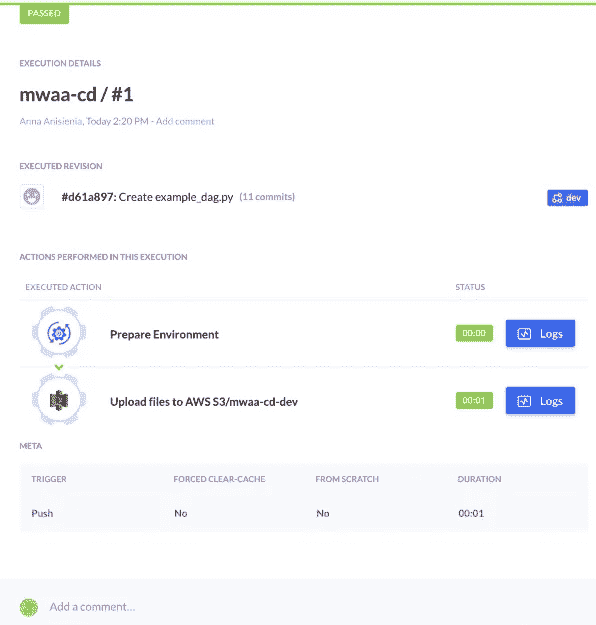 PASSED
EXECUTION DETAILS
mwaa-cd / #1
Anna Anisienia, Today 2:20 PM - Add comment
EXECUTED REVISION
#d61a897: Create example_dag.py (11 commits)
dev
ACTIONS PERFORMED IN THIS EXECUTION
EXECUTED ACTION STATUS
Prepare Environment 00:00 Logs
Upload files to AWS S3/mwaa-cd-dev 00:01 Logs
META
TRIGGER FORCED CLEAR-CACHE FROM SCRATCH DURATION
Push No No 00:01
Add a comment...